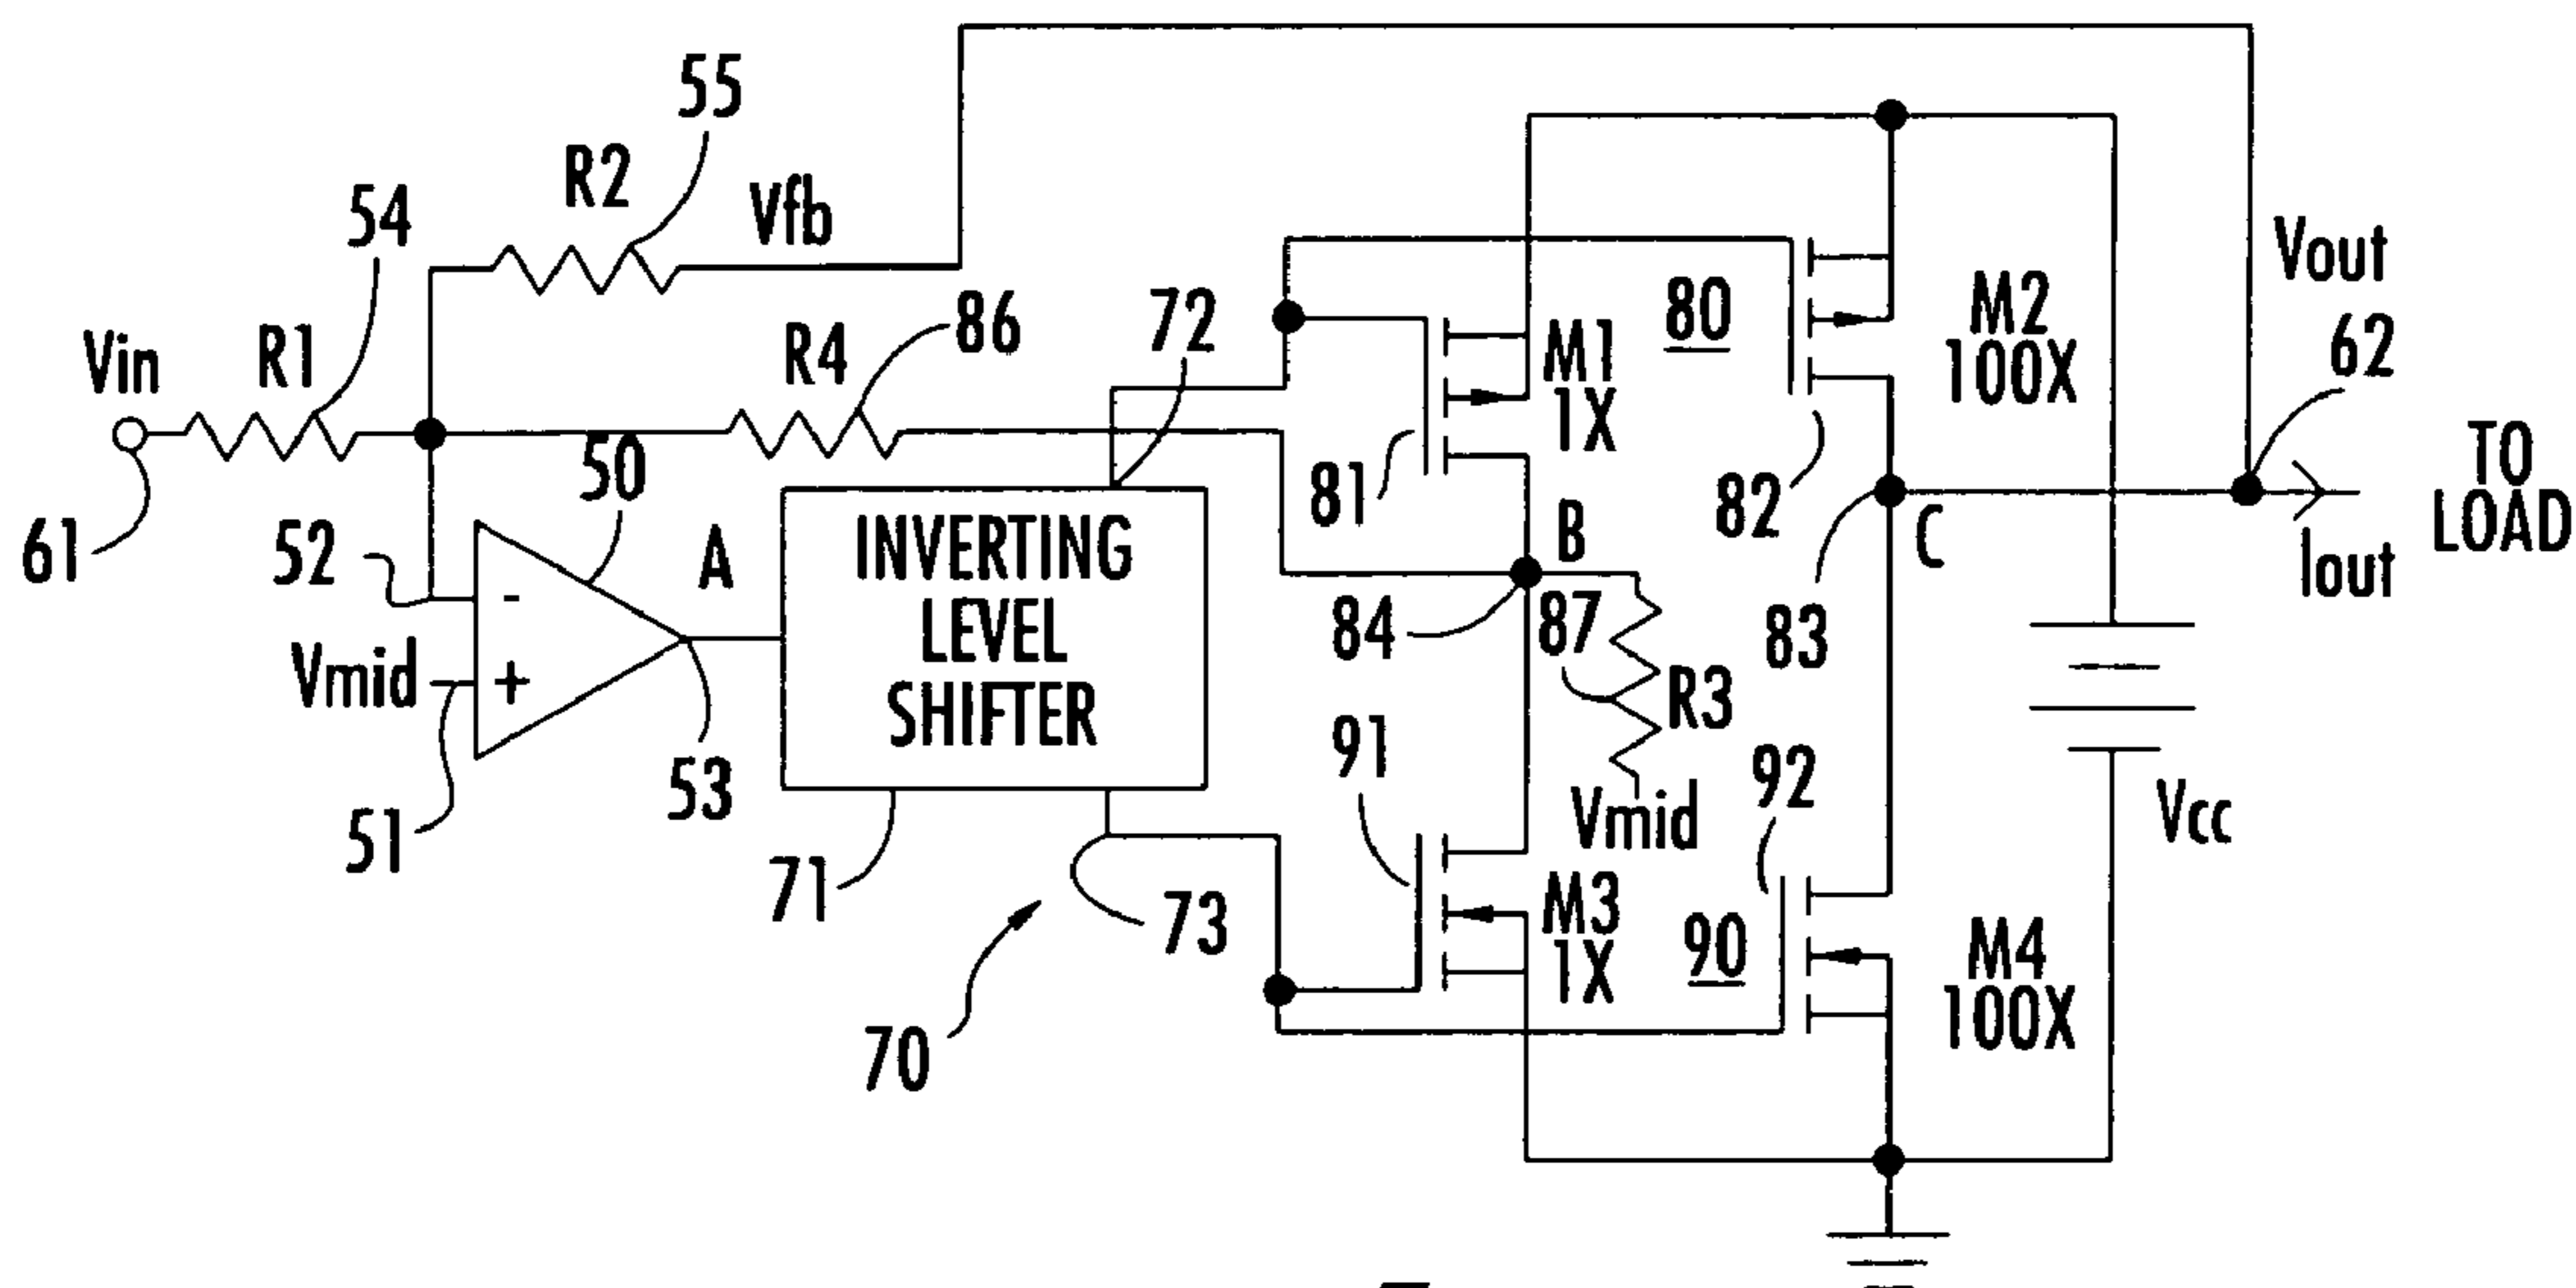 55
R2
Vfb
54
Vin
R1
R4
86
72
80
M2
100X
Vout
62
M1
1X
81
82
61
52
50
A
INVERTING
LEVEL
SHIFTER
B
C
TO
LOAD
Iout
84
87
83
Vmid
-
+
R3
91
92
Vmid
Vcc
51
53
71
73
M3
1X
90
M4
100X
70